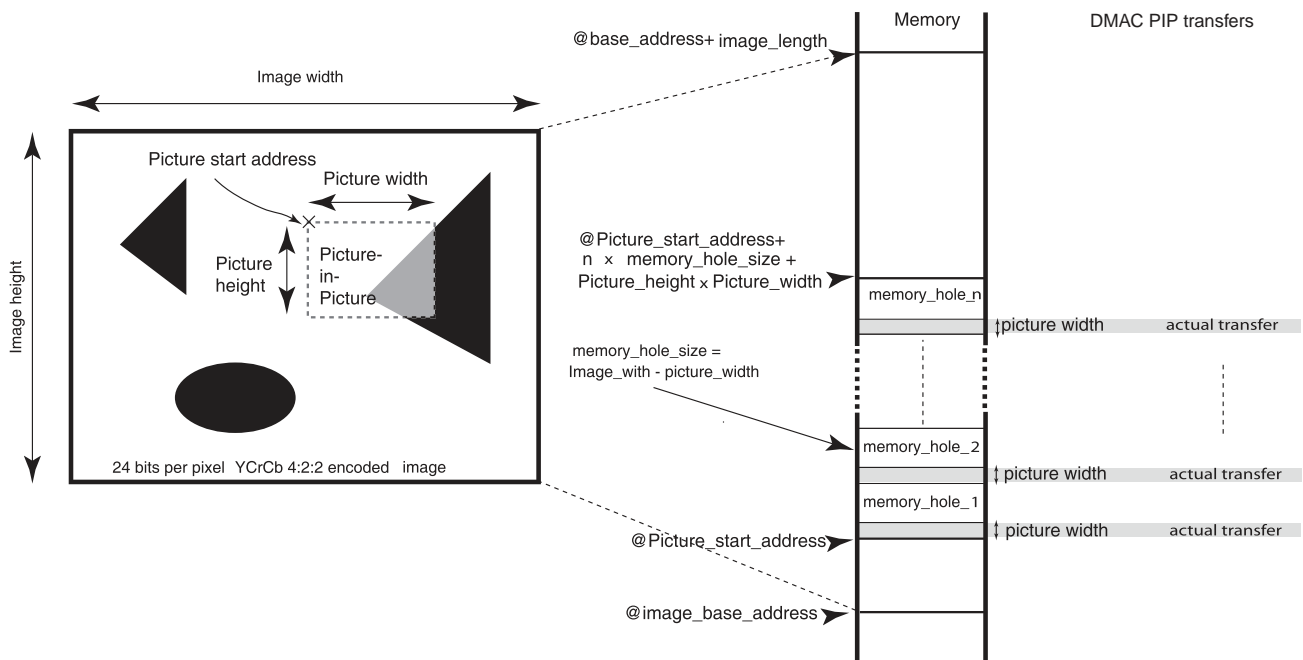 Memory
DMAC PIP transfers
@base_address+ image_length
Image width
Picture start address
Picture width
Image height
Picture height
Picture-
in-
Picture
24 bits per pixel YCrCb 4:2:2 encoded image
@Picture_start_address+
n x memory_hole_size +
Picture_height x Picture_width
memory_hole_n
picture width
actual transfer
memory_hole_size =
Image_with - picture_width
memory_hole_2
picture width
actual transfer
memory_hole_1
picture width
actual transfer
@Picture_start_address
@image_base_address